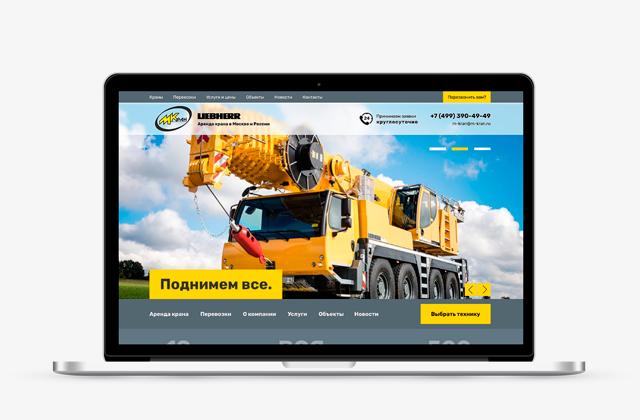 Краны Перевозки Услуги и цены Объекты Новости Контакты Перезвонить вам?
МКРАН LIEBHERR
Аренда крана в Москве и России
24 Принимаем заявки
круглосуточно
+7 (499) 390-49-49
m-kran@m-kran.ru
Поднимем все.
Аренда крана Перевозки О компании Услуги Объекты Новости Выбрать технику